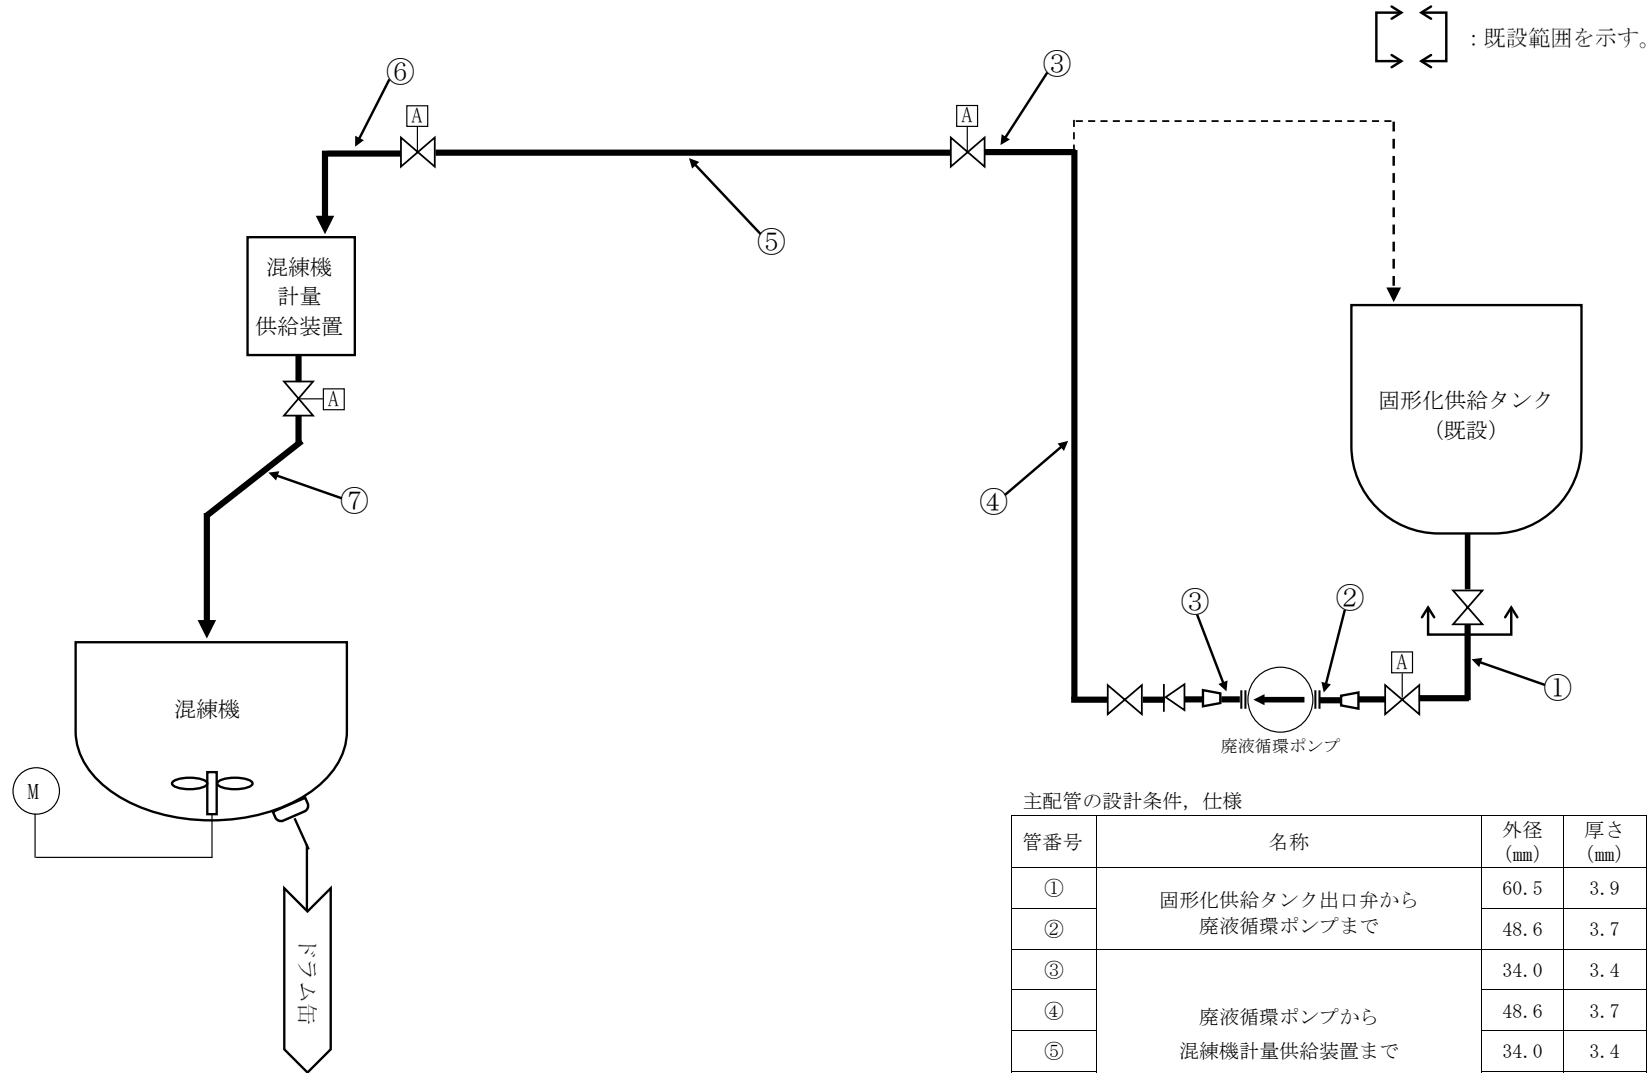 ：既設範囲を示す。
⑥
③
A
A
⑤
混練機
計量
供給装置
A
固形化供給タンク
（既設）
⑦
④
③
②
A
①
廃液循環ポンプ
混練機
M
ドラム缶
主配管の設計条件，仕様
管番号 名称 外径（mm） 厚さ（mm）
① 固形化供給タンク出口弁から 60.5 3.9
② 廃液循環ポンプまで 48.6 3.7
③ 34.0 3.4
④ 廃液循環ポンプから 48.6 3.7
⑤ 混練機計量供給装置まで 34.0 3.4